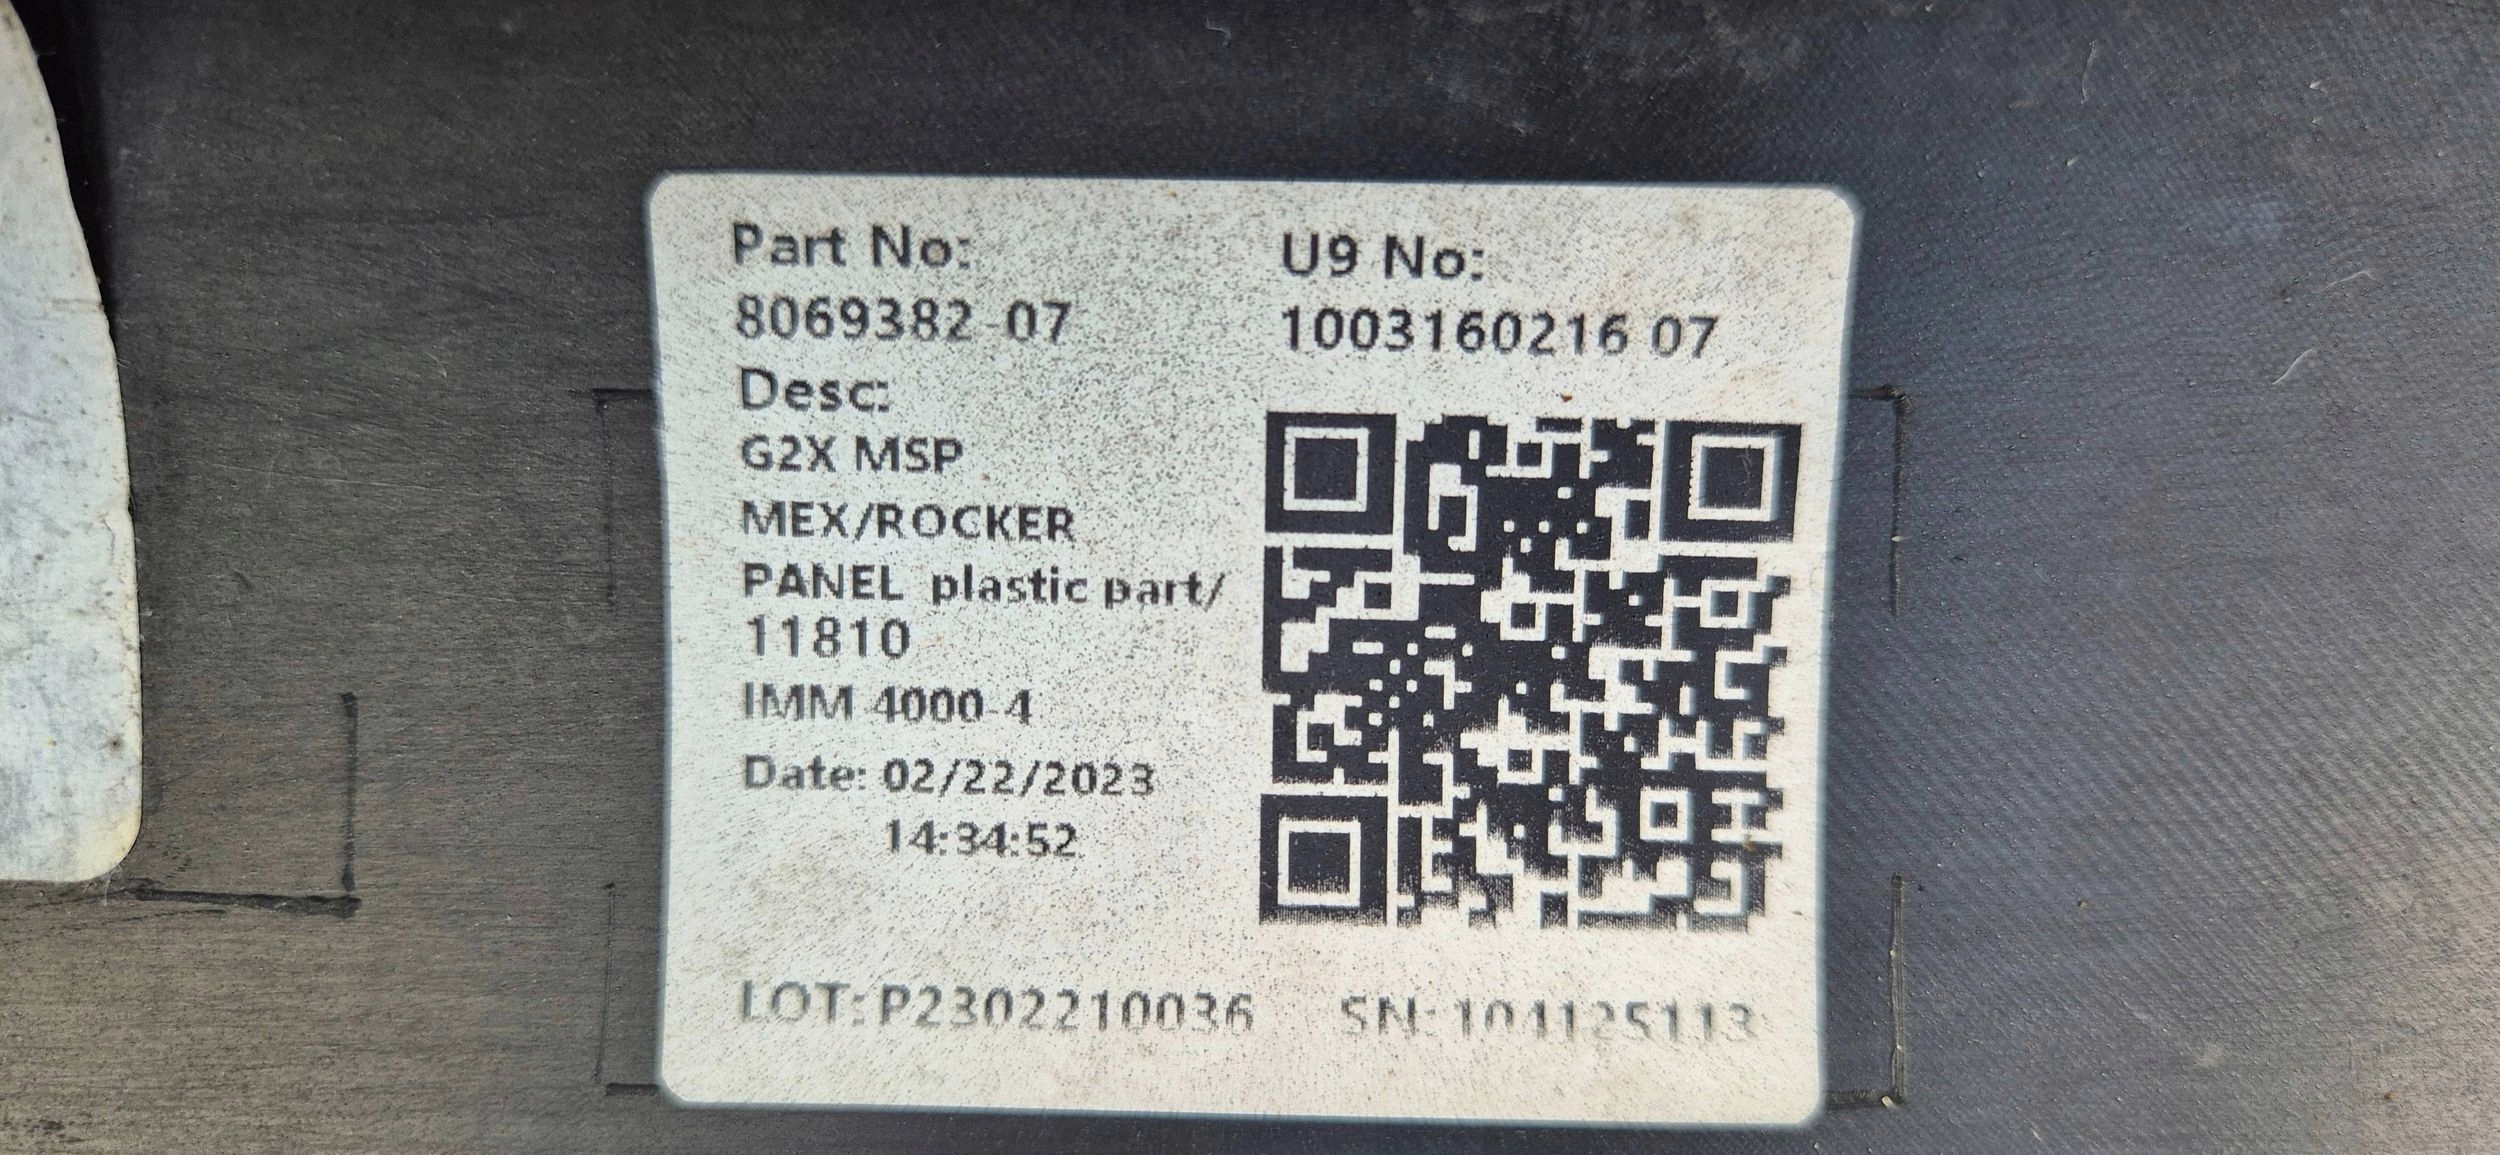 Part No:
8069382-07
Desc:
G2X MSP
MEX/ROCKER
PANEL plastic part/
11810
IMM 4000-4
Date: 02/22/2023
14:34:52
U9 No:
1003160216 07
LOT: P2302210036
SN: 104125113